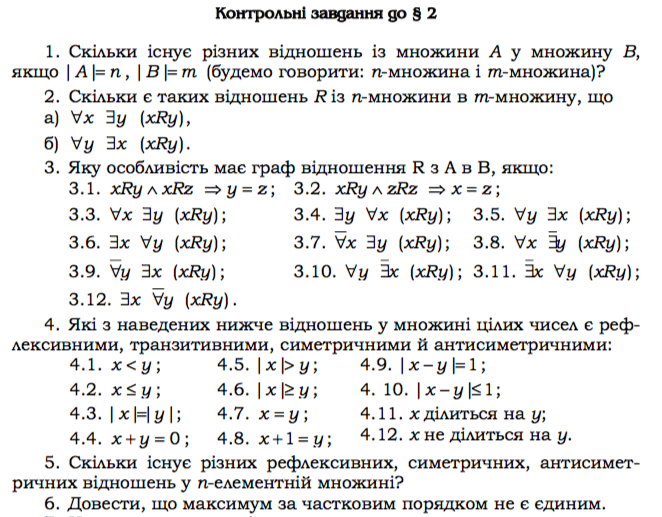 Контрольні завдання до § 2
1. Скільки існує різних відношень із множини A у множину B,
якщо | A |= n , | B |= m (будемо говорити: n-множина і m-множина)?
2. Скільки є таких відношень R із n-множини в m-множину, що
а) ∀x ∃y (xRy),
б) ∀y ∃x (xRy).
3. Яку особливість має граф відношення R з A в B, якщо:
3.1. xRy ∧ xRz ⇒ y = z; 3.2. xRy ∧ zRz ⇒ x = z;
3.3. ∀x ∃y (xRy); 3.4. ∃y ∀x (xRy); 3.5. ∀y ∃x (xRy);
3.6. ∃x ∀y (xRy); 3.7. ∀̅x ∃y (xRy); 3.8. ∀x ∃̅y (xRy);
3.9. ∀̅y ∃x (xRy); 3.10. ∀y ∃̅x (xRy); 3.11. ∃̅x ∀y (xRy);
3.12. ∃x ∀̅y (xRy).
4. Які з наведених нижче відношень у множині цілих чисел є реф-
лексивними, транзитивними, симетричними й антисиметричними:
4.1. x < y; 4.5. | x |> y; 4.9. | x − y |= 1;
4.2. x ≤ y; 4.6. | x |≥ y; 4. 10. | x − y |≤ 1;
4.3. | x |=| y |; 4.7. x = y; 4.11. x ділиться на y;
4.4. x + y = 0; 4.8. x + 1 = y; 4.12. x не ділиться на y.
5. Скільки існує різних рефлексивних, симетричних, антисимет-
ричних відношень у n-елементній множині?
6. Довести, що максимум за частковим порядком не є єдиним.